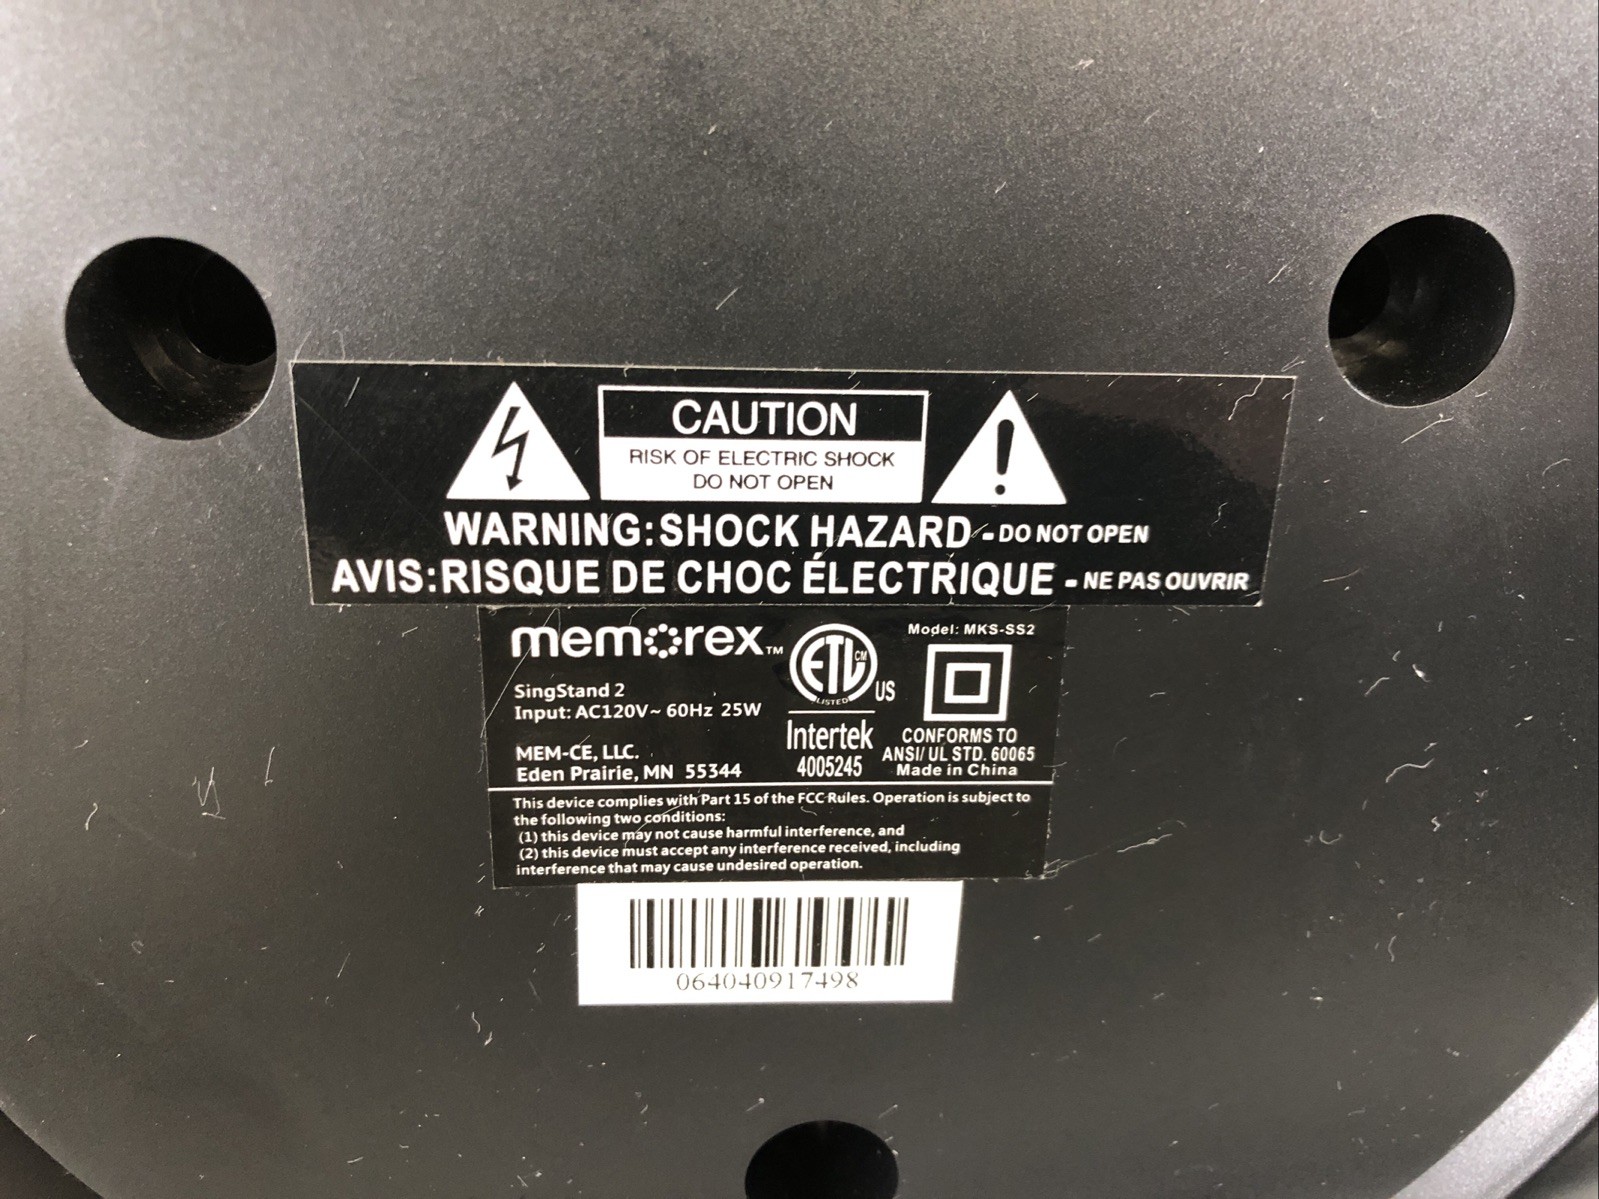 CAUTION
RISK OF ELECTRIC SHOCK
DO NOT OPEN
WARNING: SHOCK HAZARD - DO NOT OPEN
AVIS: RISQUE DE CHOC ÉLECTRIQUE - NE PAS OUVRIR
memorex™
SingStand 2
Input: AC120V~ 60Hz 25W
MEM-CE, LLC.
Eden Prairie, MN 55344
ETL CM
LISTED
US
Intertek
4005245
Model: MKS-SS2
CONFORMS TO
ANSI/ UL STD. 60065
Made in China
This device complies with Part 15 of the FCC Rules. Operation is subject to
the following two conditions:
(1) this device may not cause harmful interference, and
(2) this device must accept any interference received, including
interference that may cause undesired operation.
064040917498